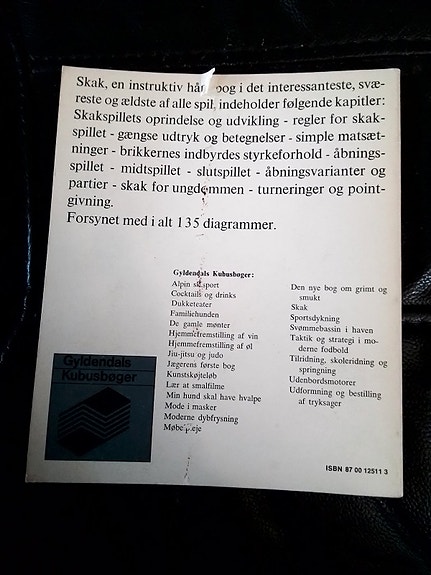 Skak, en instruktiv hån bog i det interessanteste, svæ-
reste og ældste af alle spil, indeholder følgende kapitler:
Skakspillets oprindelse og udvikling - regler for skak-
spillet - gængse udtryk og betegnelser - simple matsæt-
ninger - brikkernes indbyrdes styrkeforhold - åbnings-
spillet - midtspillet - slutspillet - åbningsvarianter og
partier - skak for ungdommen - turneringer og point-
givning.
Forsynet med i alt 135 diagrammer.
Gyldendals Kubusbøger:
Alpin skisport
Cocktails og drinks
Dukketeater
Familiehunden
De gamle mønter
Hjemmefremstilling af vin
Hjemmefremstilling af øl
Jiu-jitsu og judo
Jægerens første bog
Kunstskøjteløb
Lær at smalfilme
Min hund skal have hvalpe
Mode i masker
Moderne dybfrysning
Møbelpleje
Den nye bog om grimt og
smukt
Skak
Sportsdykning
Svømmebassin i haven
Taktik og strategi i mo-
derne fodbold
Tilridning, skoleridning og
springning
Udenbordsmotorer
Udformning og bestilling
af tryksager
Gyldendals
Kubusbøger
ISBN 87 00 12511 3